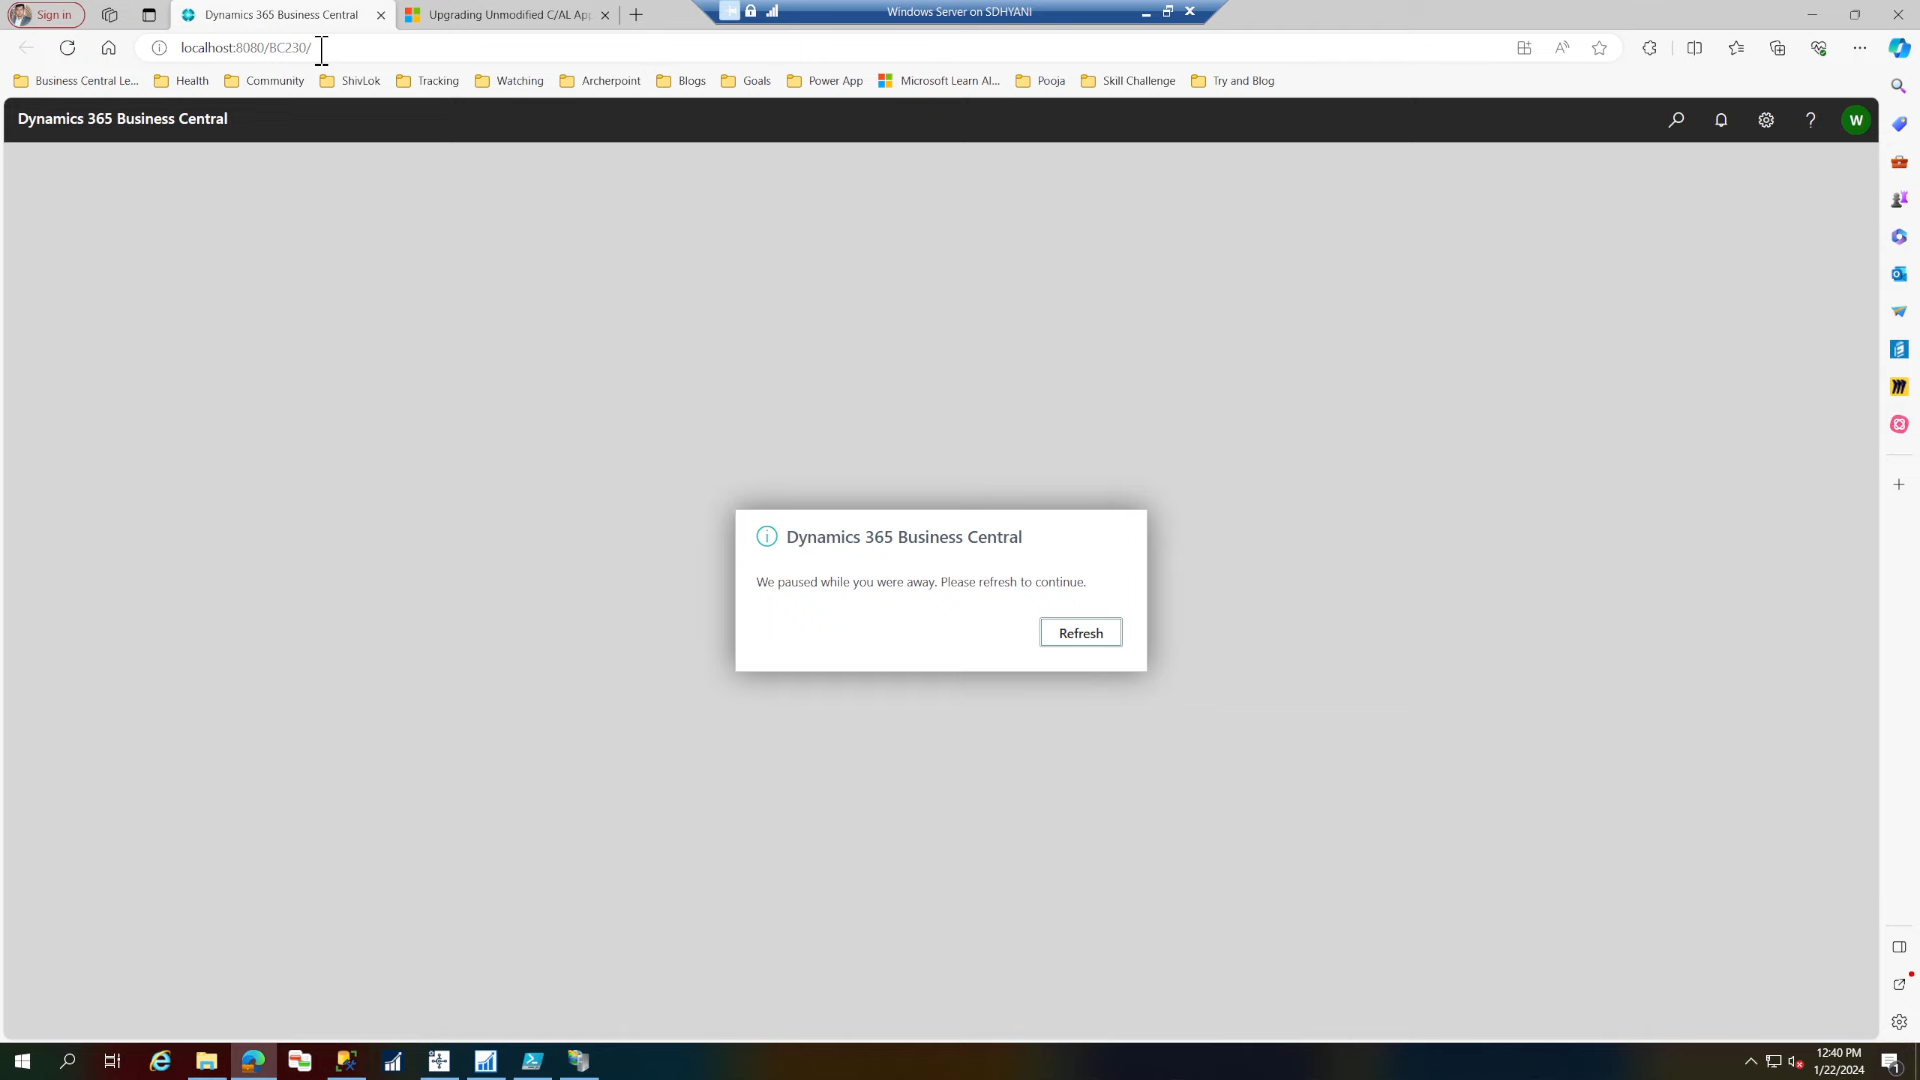 Sign in
Dynamics 365 Business Central
Upgrading Unmodified C/AL App
Windows Server on SDHYANI
localhost:8080/BC230/
Business Central Le...
Health
Community
ShivLok
Tracking
Watching
Archerpoint
Blogs
Goals
Power App
Microsoft Learn AI...
Pooja
Skill Challenge
Try and Blog
Dynamics 365 Business Central
W
Dynamics 365 Business Central
We paused while you were away. Please refresh to continue.
Refresh
12:40 PM
1/22/2024
1